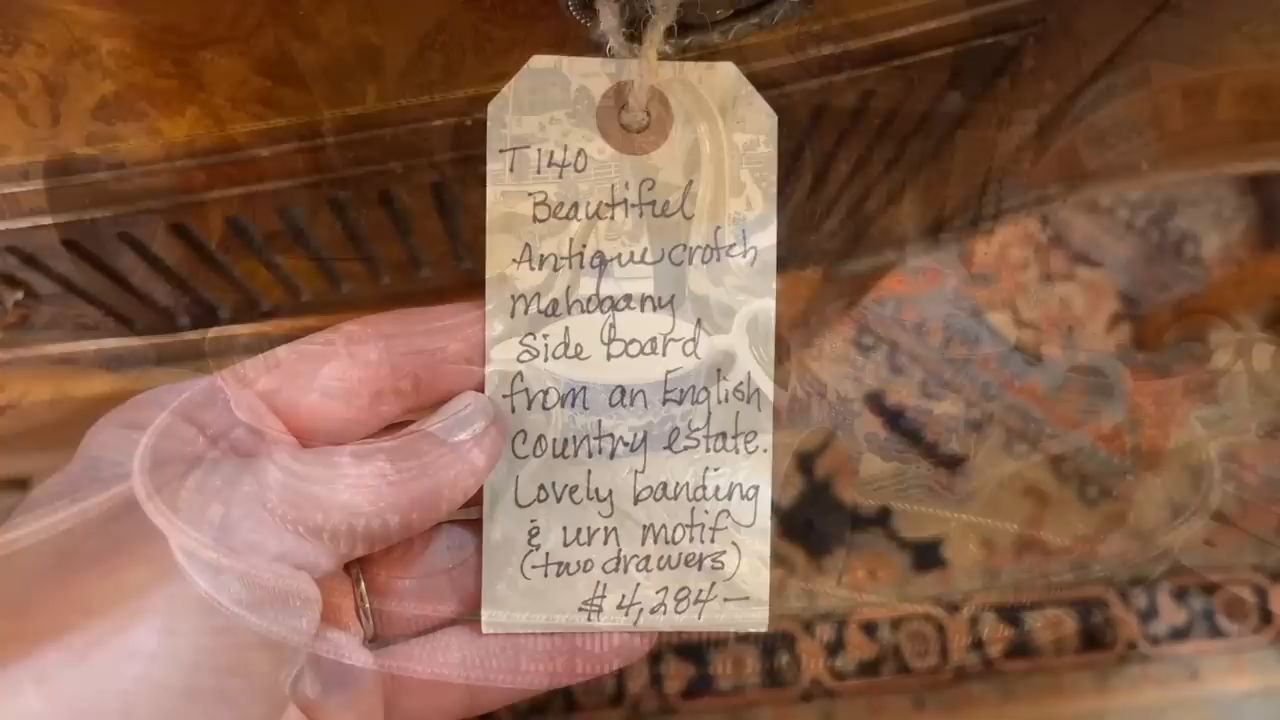 T140
Beautiful
Antique crotch
mahogany
Side board
from an English
country estate.
Lovely banding
& urn motif
(two drawers)
$4,284—